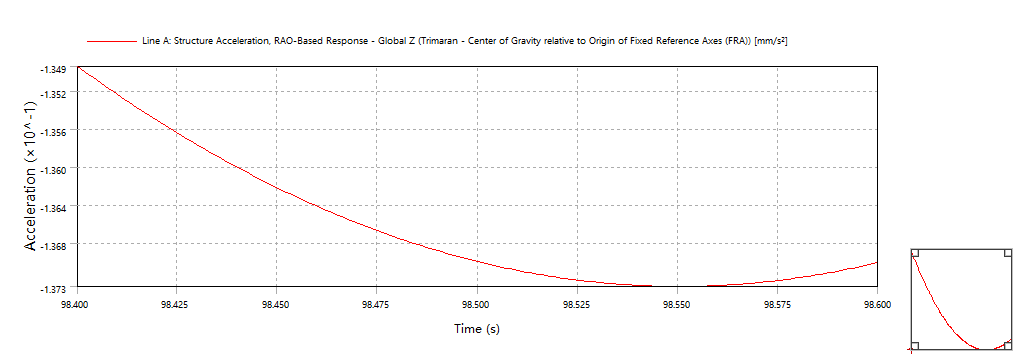 Line A: Structure Acceleration, RAO-Based Response - Global Z (Trimaran - Center of Gravity relative to Origin of Fixed Reference Axes (FRA)) [mm/s²]
Acceleration (×10^-1)
-1.349
-1.352
-1.356
-1.360
-1.364
-1.368
-1.373
98.400 98.425 98.450 98.475 98.500 98.525 98.550 98.575 98.600
Time (s)